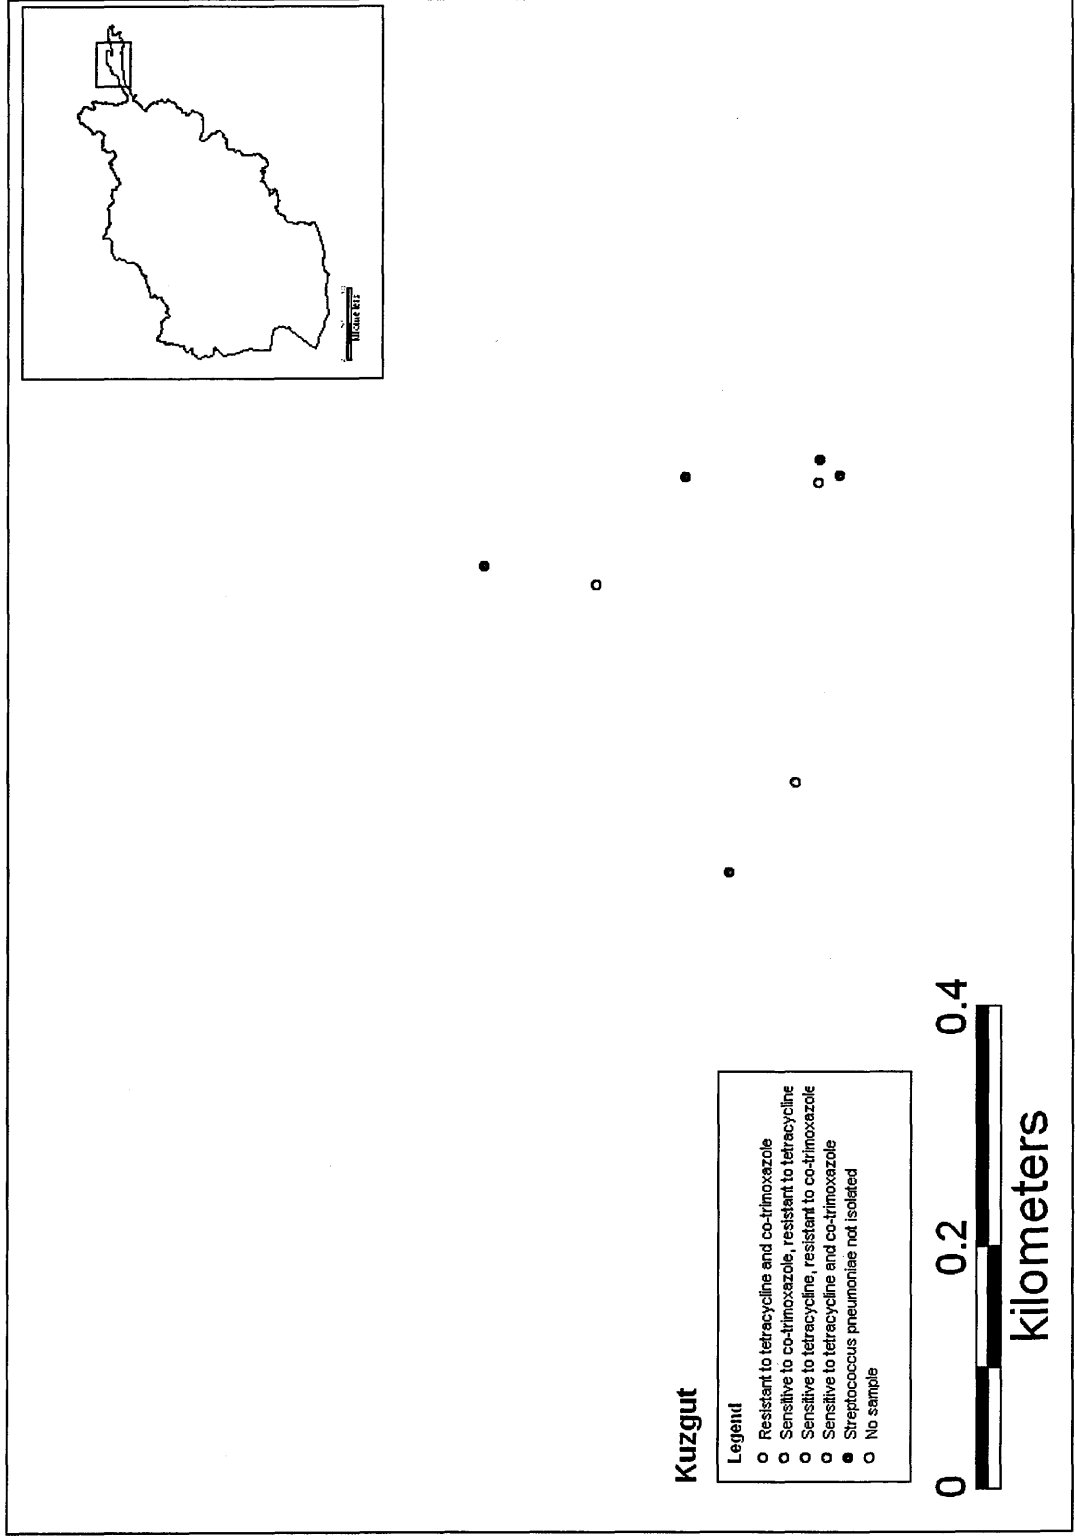 Kuzgut
Legend
Resistant to tetracycline and co-trimoxazole
Sensitive to co-trimoxazole, resistant to tetracycline
Sensitive to tetracycline, resistant to co-trimoxazole
Sensitive to tetracycline and co-trimoxazole
Streptococcus pneumoniae not isolated
No sample
0 0.2 0.4
kilometers
kilometers